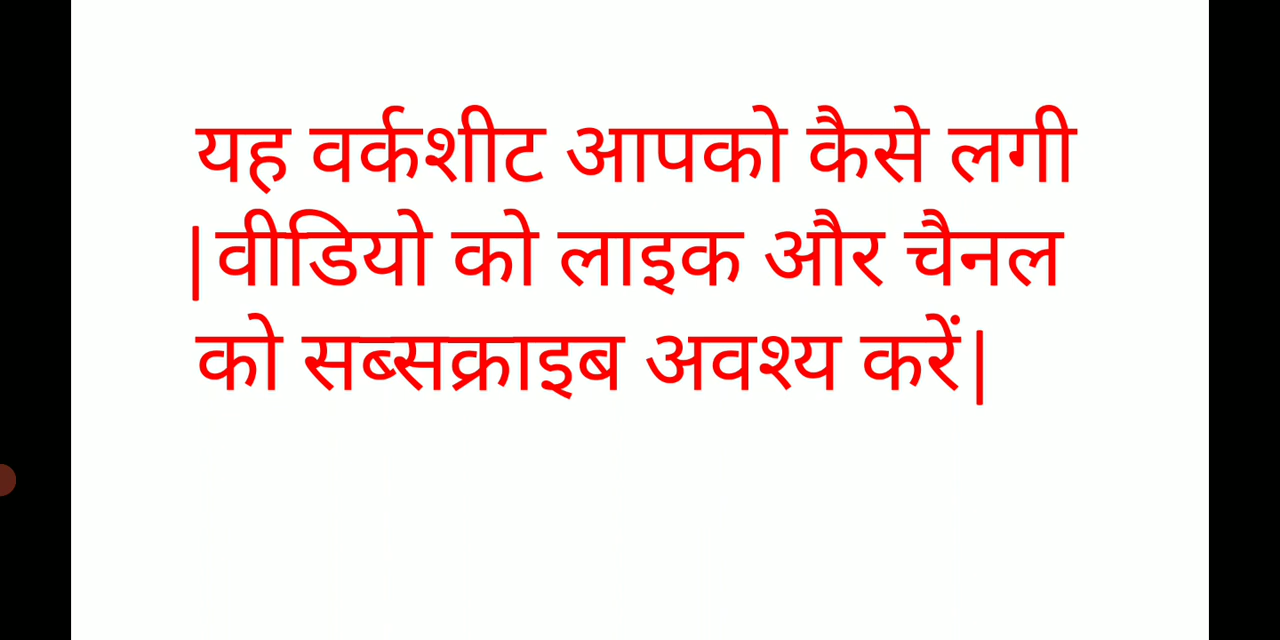 यह वर्कशीट आपको कैसे लगी
|वीडियो को लाइक और चैनल
को सब्सक्राइब अवश्य करें|